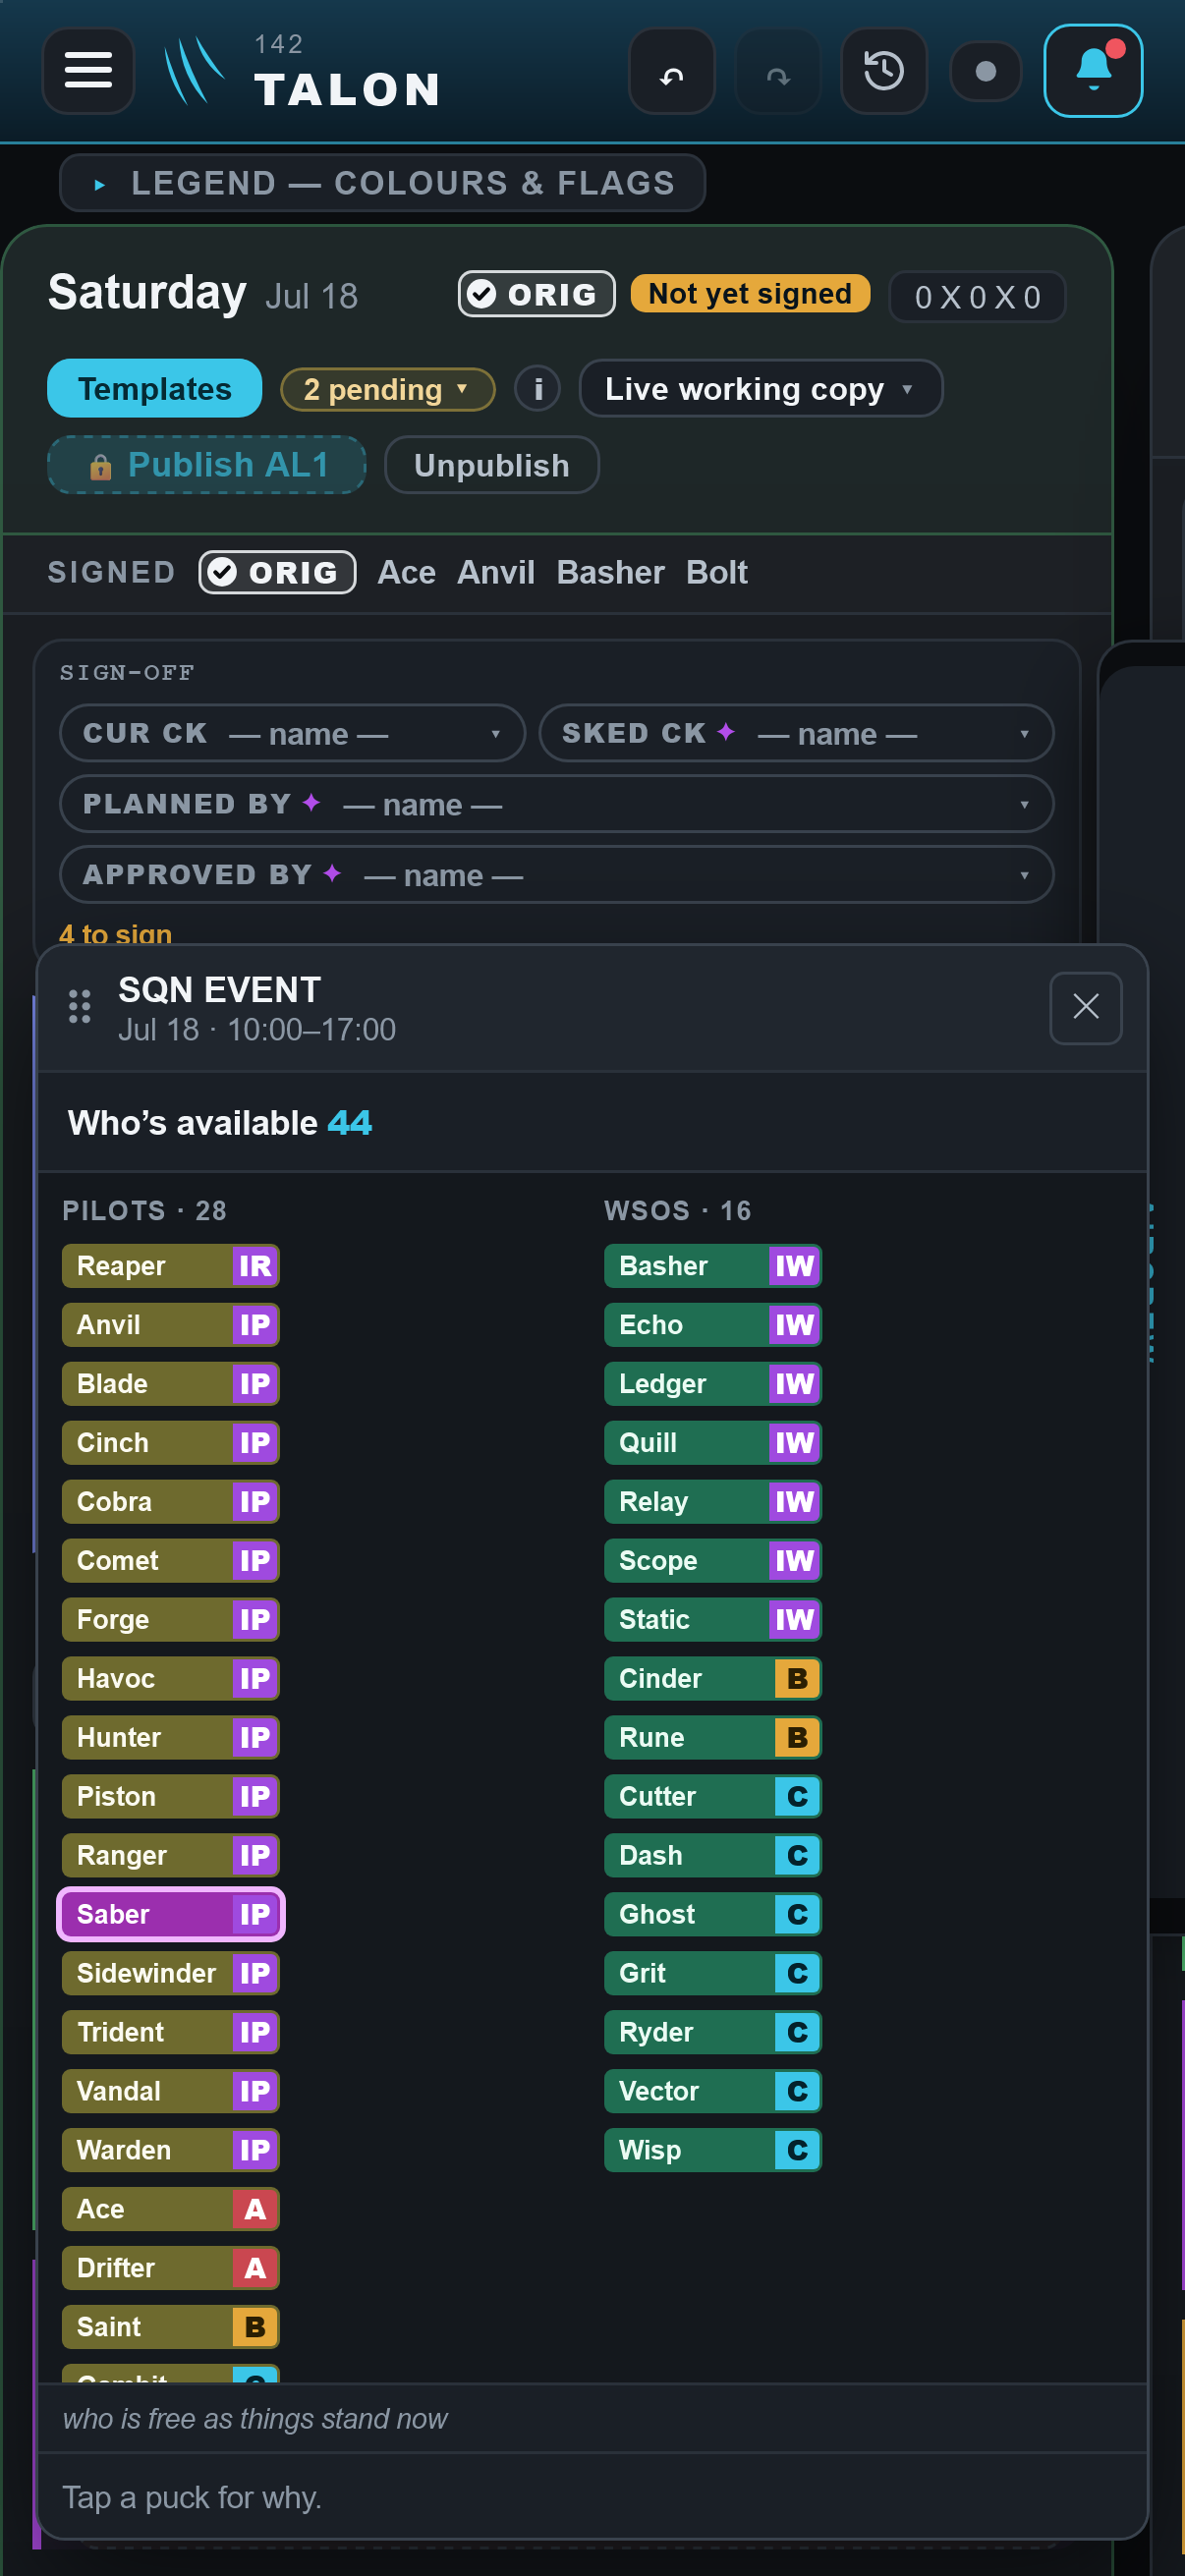 142
TALON
LEGEND — COLOURS & FLAGS
Saturday Jul 18 ORIG Not yet signed 0 X 0 X 0
Templates 2 pending i Live working copy
Publish AL1 Unpublish
SIGNED ORIG Ace Anvil Basher Bolt
SIGN-OFF
CUR CK — name — SKED CK — name —
PLANNED BY — name —
APPROVED BY — name —
4 to sign
SQN EVENT
Jul 18 · 10:00–17:00
Who’s available 44
PILOTS · 28 WSOS · 16
Reaper IR Basher IW
Anvil IP Echo IW
Blade IP Ledger IW
Cinch IP Quill IW
Cobra IP Relay IW
Comet IP Scope IW
Forge IP Static IW
Havoc IP Cinder B
Hunter IP Rune B
Piston IP Cutter C
Ranger IP Dash C
Saber IP Ghost C
Sidewinder IP Grit C
Trident IP Ryder C
Vandal IP Vector C
Warden IP Wisp C
Ace A
Drifter A
Saint B
who is free as things stand now
Tap a puck for why.